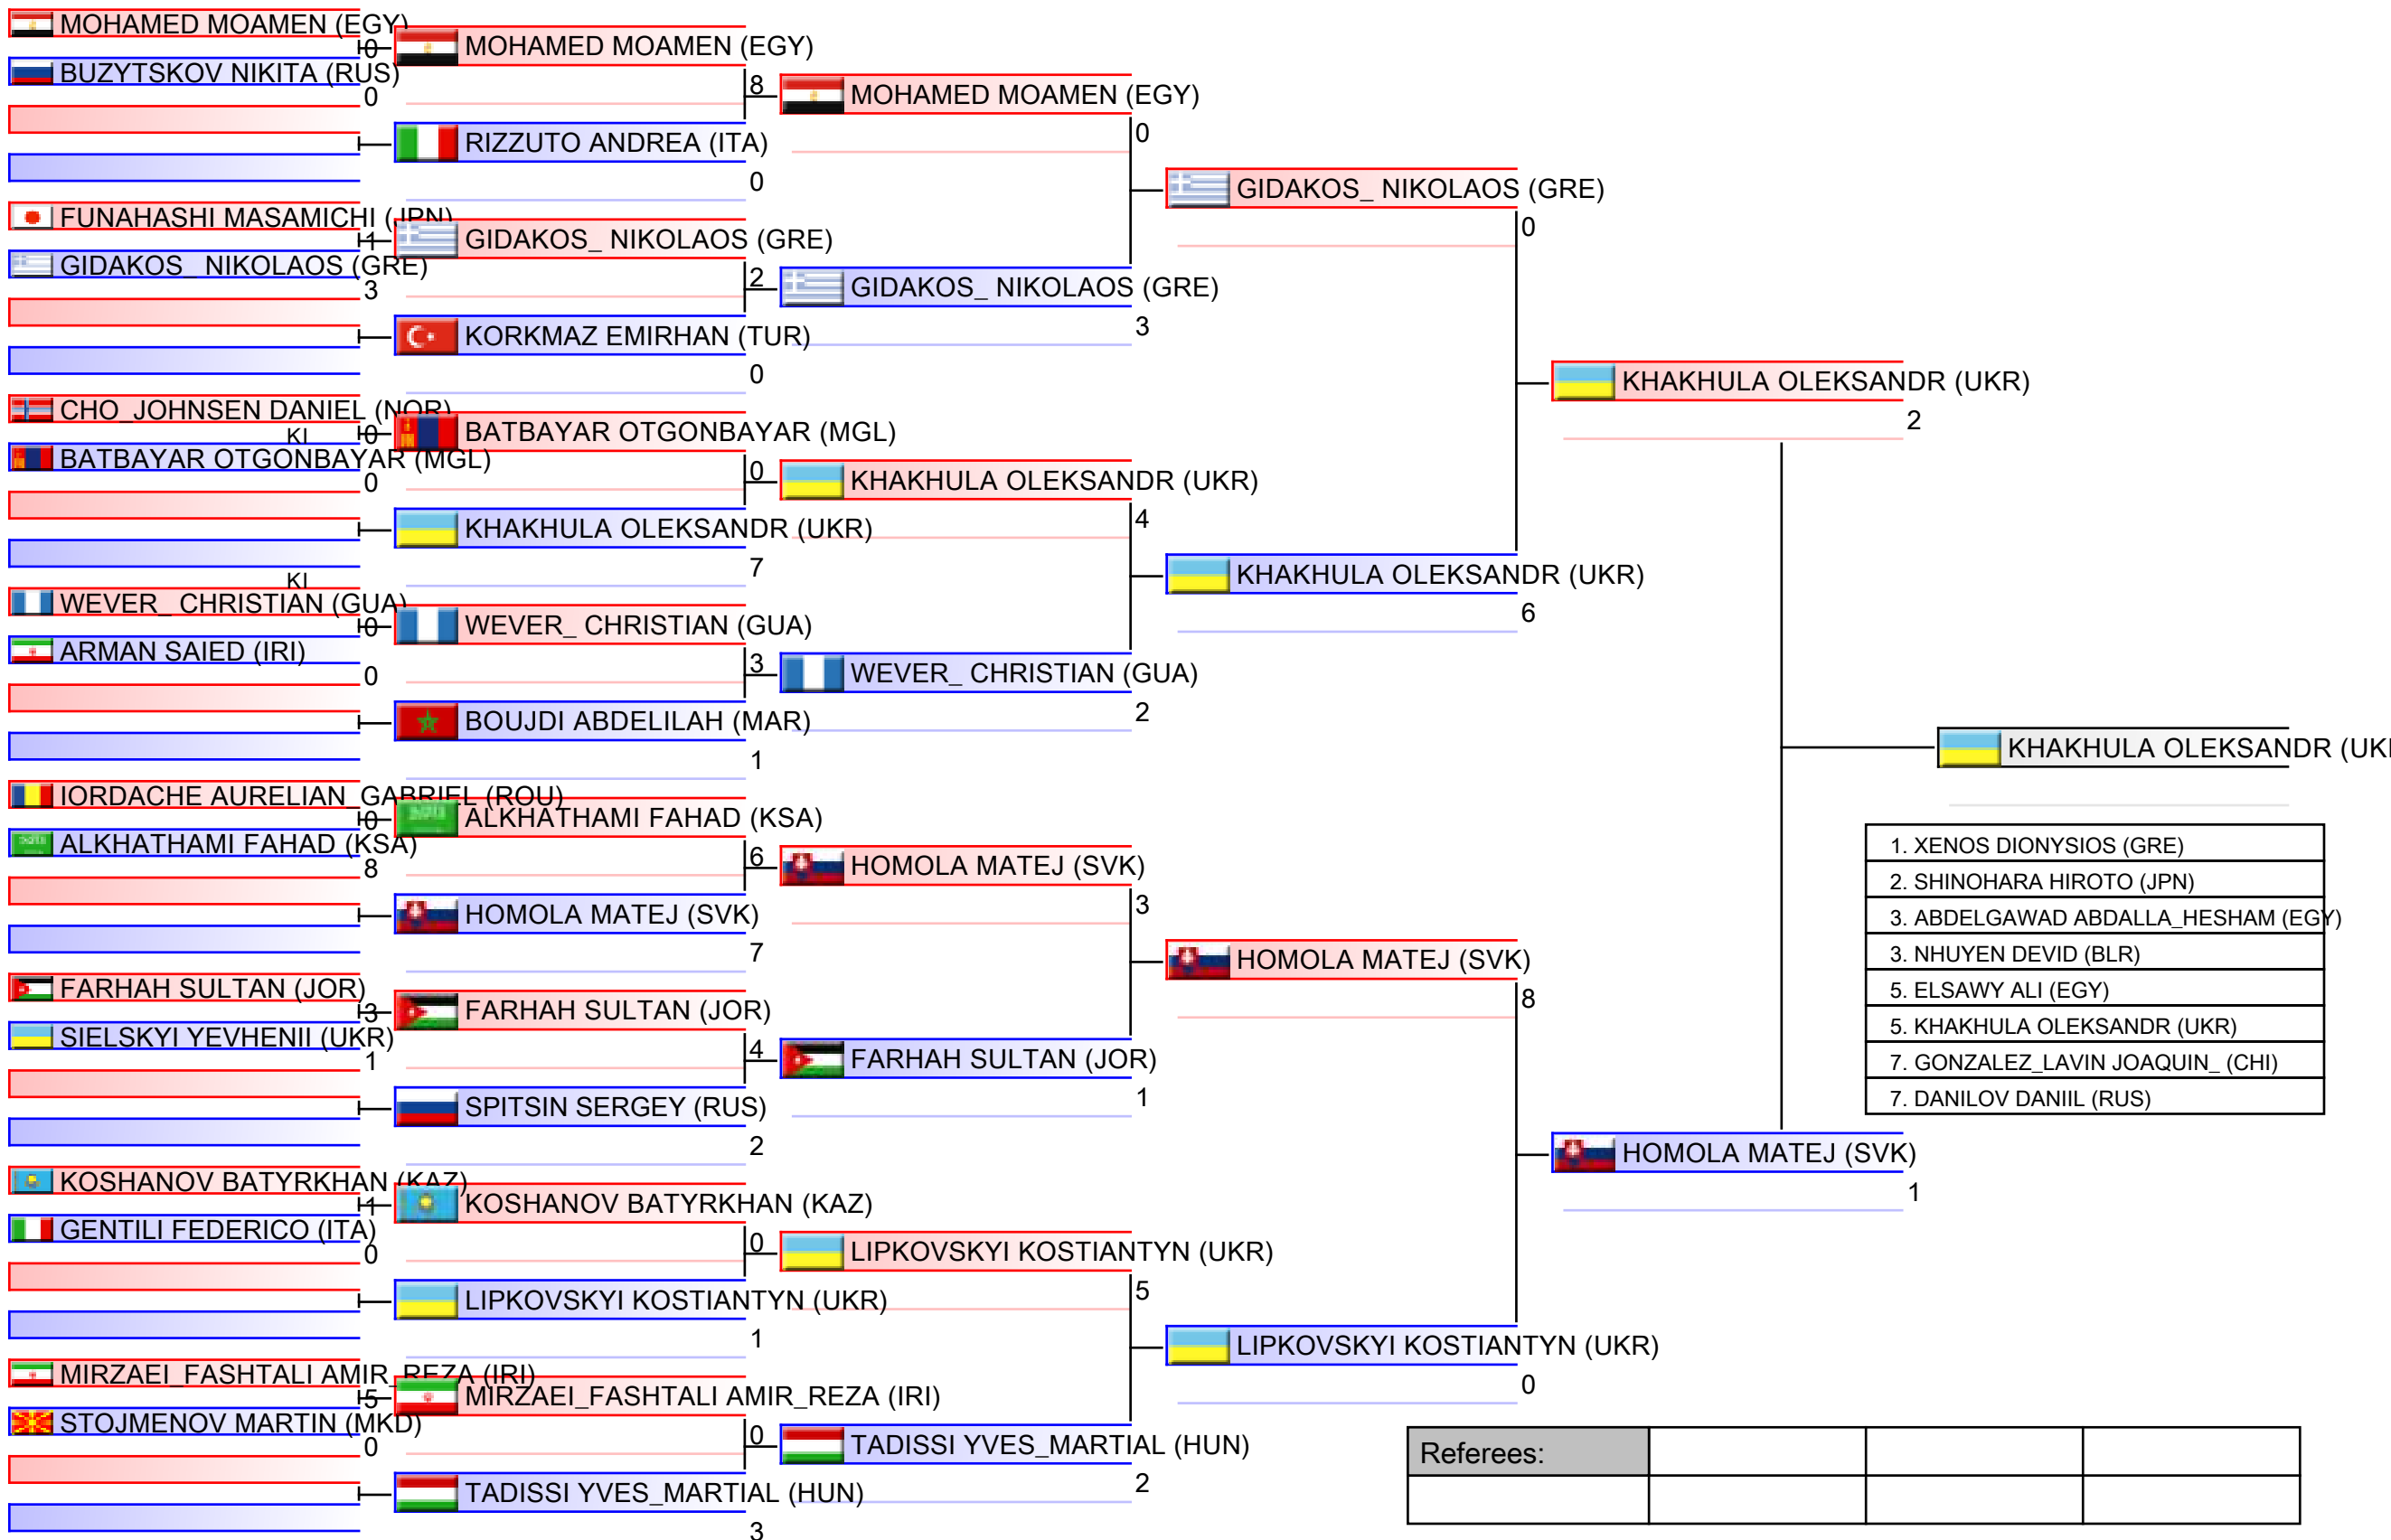 MOHAMED MOAMEN (EGY)
0
BUZYTSKOV NIKITA (RUS)
0
FUNAHASHI MASAMICHI (JPN)
1
GIDAKOS_ NIKOLAOS (GRE)
3
CHO_JOHNSEN DANIEL (NOR)
KI
0
BATBAYAR OTGONBAYAR (MGL)
0
KI
WEVER_ CHRISTIAN (GUA)
0
ARMAN SAIED (IRI)
0
IORDACHE AURELIAN_GABRIEL (ROU)
0
ALKHATHAMI FAHAD (KSA)
8
FARHAH SULTAN (JOR)
3
SIELSKYI YEVHENII (UKR)
1
KOSHANOV BATYRKHAN (KAZ)
1
GENTILI FEDERICO (ITA)
0
MIRZAEI_FASHTALI AMIR_REZA (IRI)
5
STOJMENOV MARTIN (MKD)
0
MOHAMED MOAMEN (EGY)
8
RIZZUTO ANDREA (ITA)
0
GIDAKOS_ NIKOLAOS (GRE)
2
KORKMAZ EMIRHAN (TUR)
0
BATBAYAR OTGONBAYAR (MGL)
0
KHAKHULA OLEKSANDR (UKR)
7
WEVER_ CHRISTIAN (GUA)
3
BOUJDI ABDELILAH (MAR)
1
ALKHATHAMI FAHAD (KSA)
6
HOMOLA MATEJ (SVK)
7
FARHAH SULTAN (JOR)
4
SPITSIN SERGEY (RUS)
2
KOSHANOV BATYRKHAN (KAZ)
0
LIPKOVSKYI KOSTIANTYN (UKR)
1
MIRZAEI_FASHTALI AMIR_REZA (IRI)
0
TADISSI YVES_MARTIAL (HUN)
3
MOHAMED MOAMEN (EGY)
0
GIDAKOS_ NIKOLAOS (GRE)
3
KHAKHULA OLEKSANDR (UKR)
4
WEVER_ CHRISTIAN (GUA)
2
HOMOLA MATEJ (SVK)
3
FARHAH SULTAN (JOR)
1
LIPKOVSKYI KOSTIANTYN (UKR)
5
TADISSI YVES_MARTIAL (HUN)
2
GIDAKOS_ NIKOLAOS (GRE)
0
KHAKHULA OLEKSANDR (UKR)
6
HOMOLA MATEJ (SVK)
8
LIPKOVSKYI KOSTIANTYN (UKR)
0
KHAKHULA OLEKSANDR (UKR)
2
HOMOLA MATEJ (SVK)
1
KHAKHULA OLEKSANDR (UK
1. XENOS DIONYSIOS (GRE)
2. SHINOHARA HIROTO (JPN)
3. ABDELGAWAD ABDALLA_HESHAM (EGY)
3. NHUYEN DEVID (BLR)
5. ELSAWY ALI (EGY)
5. KHAKHULA OLEKSANDR (UKR)
7. GONZALEZ_LAVIN JOAQUIN_ (CHI)
7. DANILOV DANIIL (RUS)
Referees: